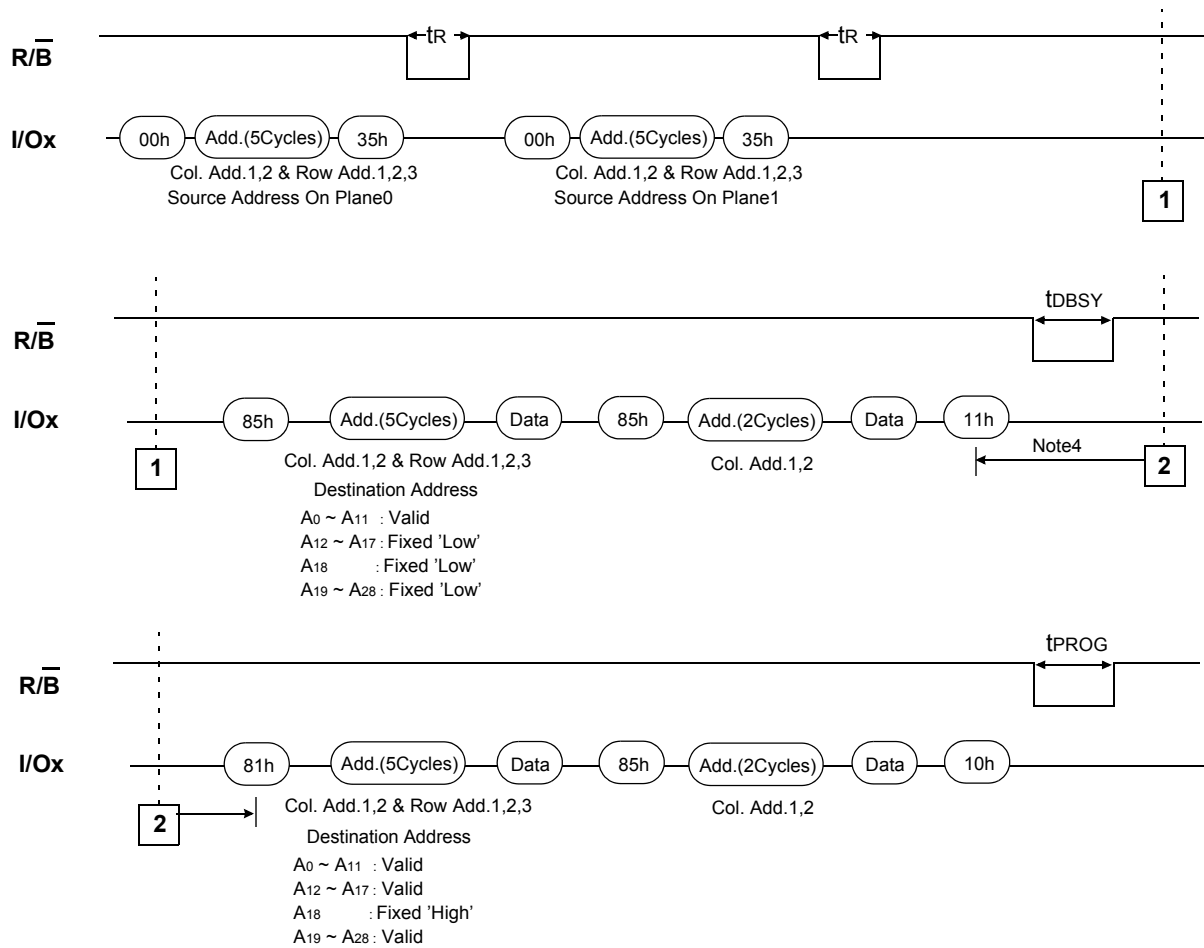 tR tR
R/B
I/Ox 00h Add.(5Cycles) 35h 00h Add.(5Cycles) 35h
Col. Add.1,2 & Row Add.1,2,3 Col. Add.1,2 & Row Add.1,2,3
Source Address On Plane0 Source Address On Plane1
1
tDBSY
R/B
I/Ox 85h Add.(5Cycles) Data 85h Add.(2Cycles) Data 11h
Note4
1 Col. Add.1,2 & Row Add.1,2,3 Col. Add.1,2 2
Destination Address
A0 ~ A11 : Valid
A12 ~ A17 : Fixed 'Low'
A18 : Fixed 'Low'
A19 ~ A28 : Fixed 'Low'
tPROG
R/B
I/Ox 81h Add.(5Cycles) Data 85h Add.(2Cycles) Data 10h
2 Col. Add.1,2 & Row Add.1,2,3 Col. Add.1,2
Destination Address
A0 ~ A11 : Valid
A12 ~ A17 : Valid
A18 : Fixed 'High'
A19 ~ A28 : Valid